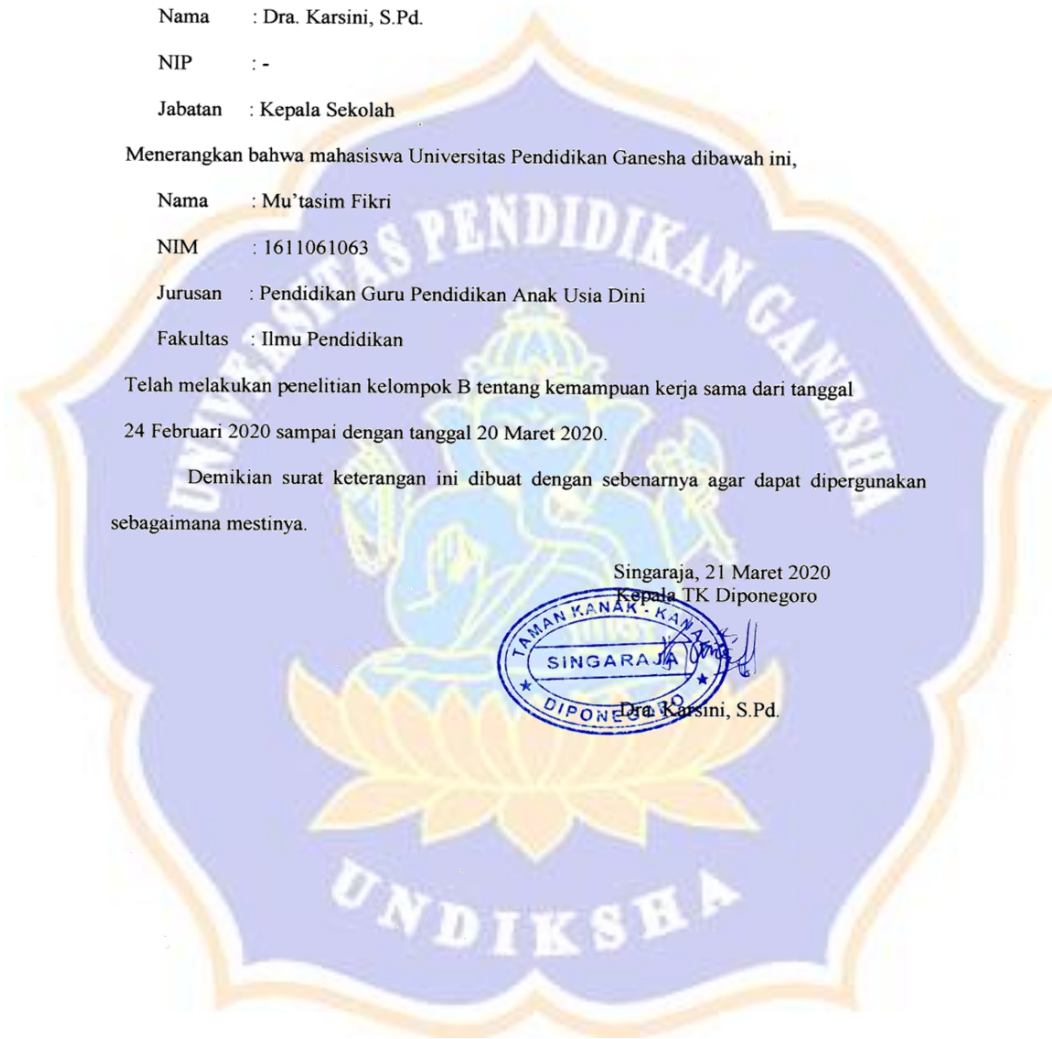 Nama : Dra. Karsini, S.Pd.
NIP : -
Jabatan : Kepala Sekolah
Menerangkan bahwa mahasiswa Universitas Pendidikan Ganesha dibawah ini,
Nama : Mu'tasim Fikri
NIM : 1611061063
Jurusan : Pendidikan Guru Pendidikan Anak Usia Dini
Fakultas : Ilmu Pendidikan
Telah melakukan penelitian kelompok B tentang kemampuan kerja sama dari tanggal
24 Februari 2020 sampai dengan tanggal 20 Maret 2020.
Demikian surat keterangan ini dibuat dengan sebenarnya agar dapat dipergunakan
sebagaimana mestinya.
Singaraja, 21 Maret 2020
Kepala TK Diponegoro
TAMAN KANAK - KANAK
SINGARAJA
DIPONEGORO
Dra. Karsini, S.Pd.
UNIVERSITAS PENDIDIKAN GANESHA
UNDIKSHA